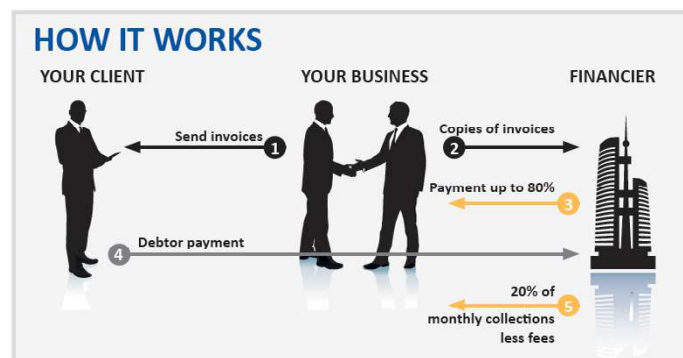 HOW IT WORKS
YOUR CLIENT
YOUR BUSINESS
FINANCIER
Send invoices
1
Copies of invoices
2
Payment up to 80%
3
4
Debtor payment
20% of
monthly collections
less fees
5